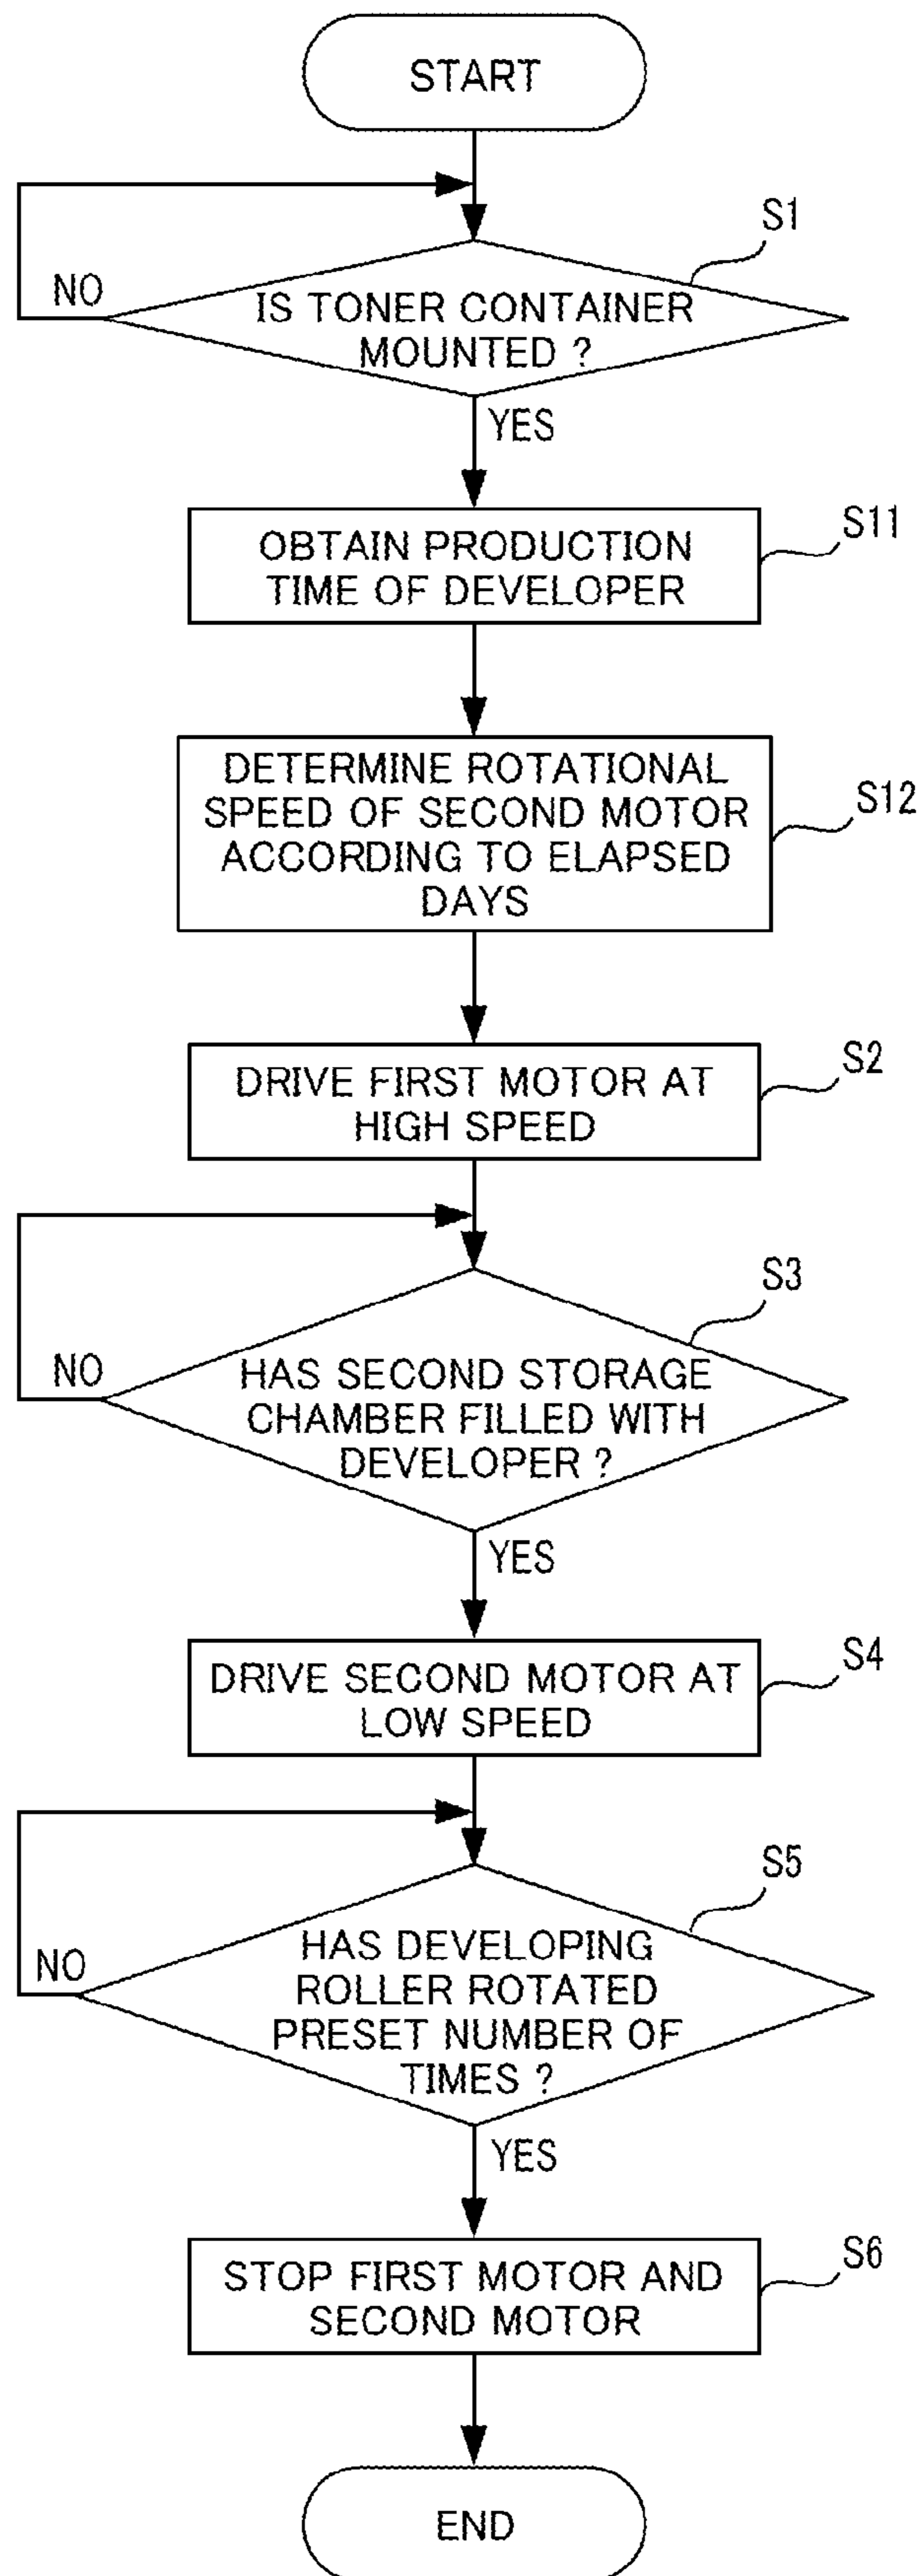 START
S1
NO
IS TONER CONTAINER
MOUNTED ?
YES
S11
OBTAIN PRODUCTION
TIME OF DEVELOPER
S12
DETERMINE ROTATIONAL
SPEED OF SECOND MOTOR
ACCORDING TO ELAPSED
DAYS
S2
DRIVE FIRST MOTOR AT
HIGH SPEED
S3
NO
HAS SECOND STORAGE
CHAMBER FILLED WITH
DEVELOPER ?
YES
S4
DRIVE SECOND MOTOR AT
LOW SPEED
S5
NO
HAS DEVELOPING
ROLLER ROTATED
PRESET NUMBER OF
TIMES ?
YES
S6
STOP FIRST MOTOR AND
SECOND MOTOR
END